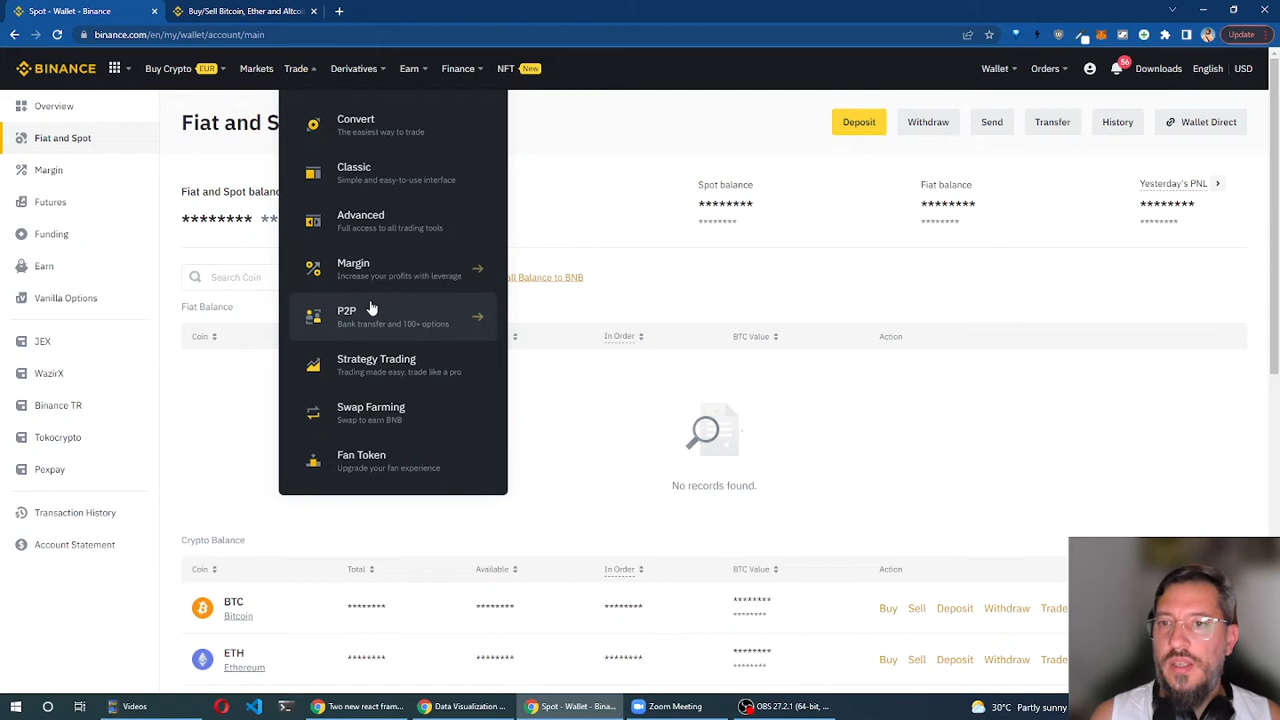 Spot - Wallet - Bina
Buy/Sell Bitcoin, Ether and Altco
binance.com/en/my/wallet/account/main
Update
BINANCE
Buy Crypto
EUR
Markets
Trade
Derivatives
Earn
Finance
NFT
New
Wallet
Orders
56
Downloads
English
USD
Overview
Fiat and Spot
Margin
Futures
Funding
Earn
Vanilla Options
JEX
WazirX
Binance TR
Tokocrypto
Pexpay
Transaction History
Account Statement
Fiat and S
Deposit
Withdraw
Send
Transfer
History
Wallet Direct
Convert
The easiest way to trade
Classic
Simple and easy-to-use interface
Advanced
Full access to all trading tools
Margin
Increase your profits with leverage
P2P
Bank transfer and 100+ options
Strategy Trading
Trading made easy. trade like a pro
Swap Farming
Swap to earn BNB
Fan Token
Upgrade your fan experience
Fiat and Spot balanc
******** **
Spot balance
********
********
Fiat balance
********
********
Yesterday's PNL
********
********
Search Coin
all Balance to BNB
Fiat Balance
Coin
In Order
BTC Value
Action
No records found.
Crypto Balance
Coin
Total
Available
In Order
BTC Value
Action
BTC
Bitcoin
********
********
********
********
********
Buy
Sell
Deposit
Withdraw
Trade
ETH
Ethereum
********
********
********
********
********
Buy
Sell
Deposit
Withdraw
Trade
Videos
Two new react fram...
Data Visualization ...
Spot - Wallet - Bina...
Zoom Meeting
OBS 27.2.1 (64-bit, ...
30°C Partly sunny